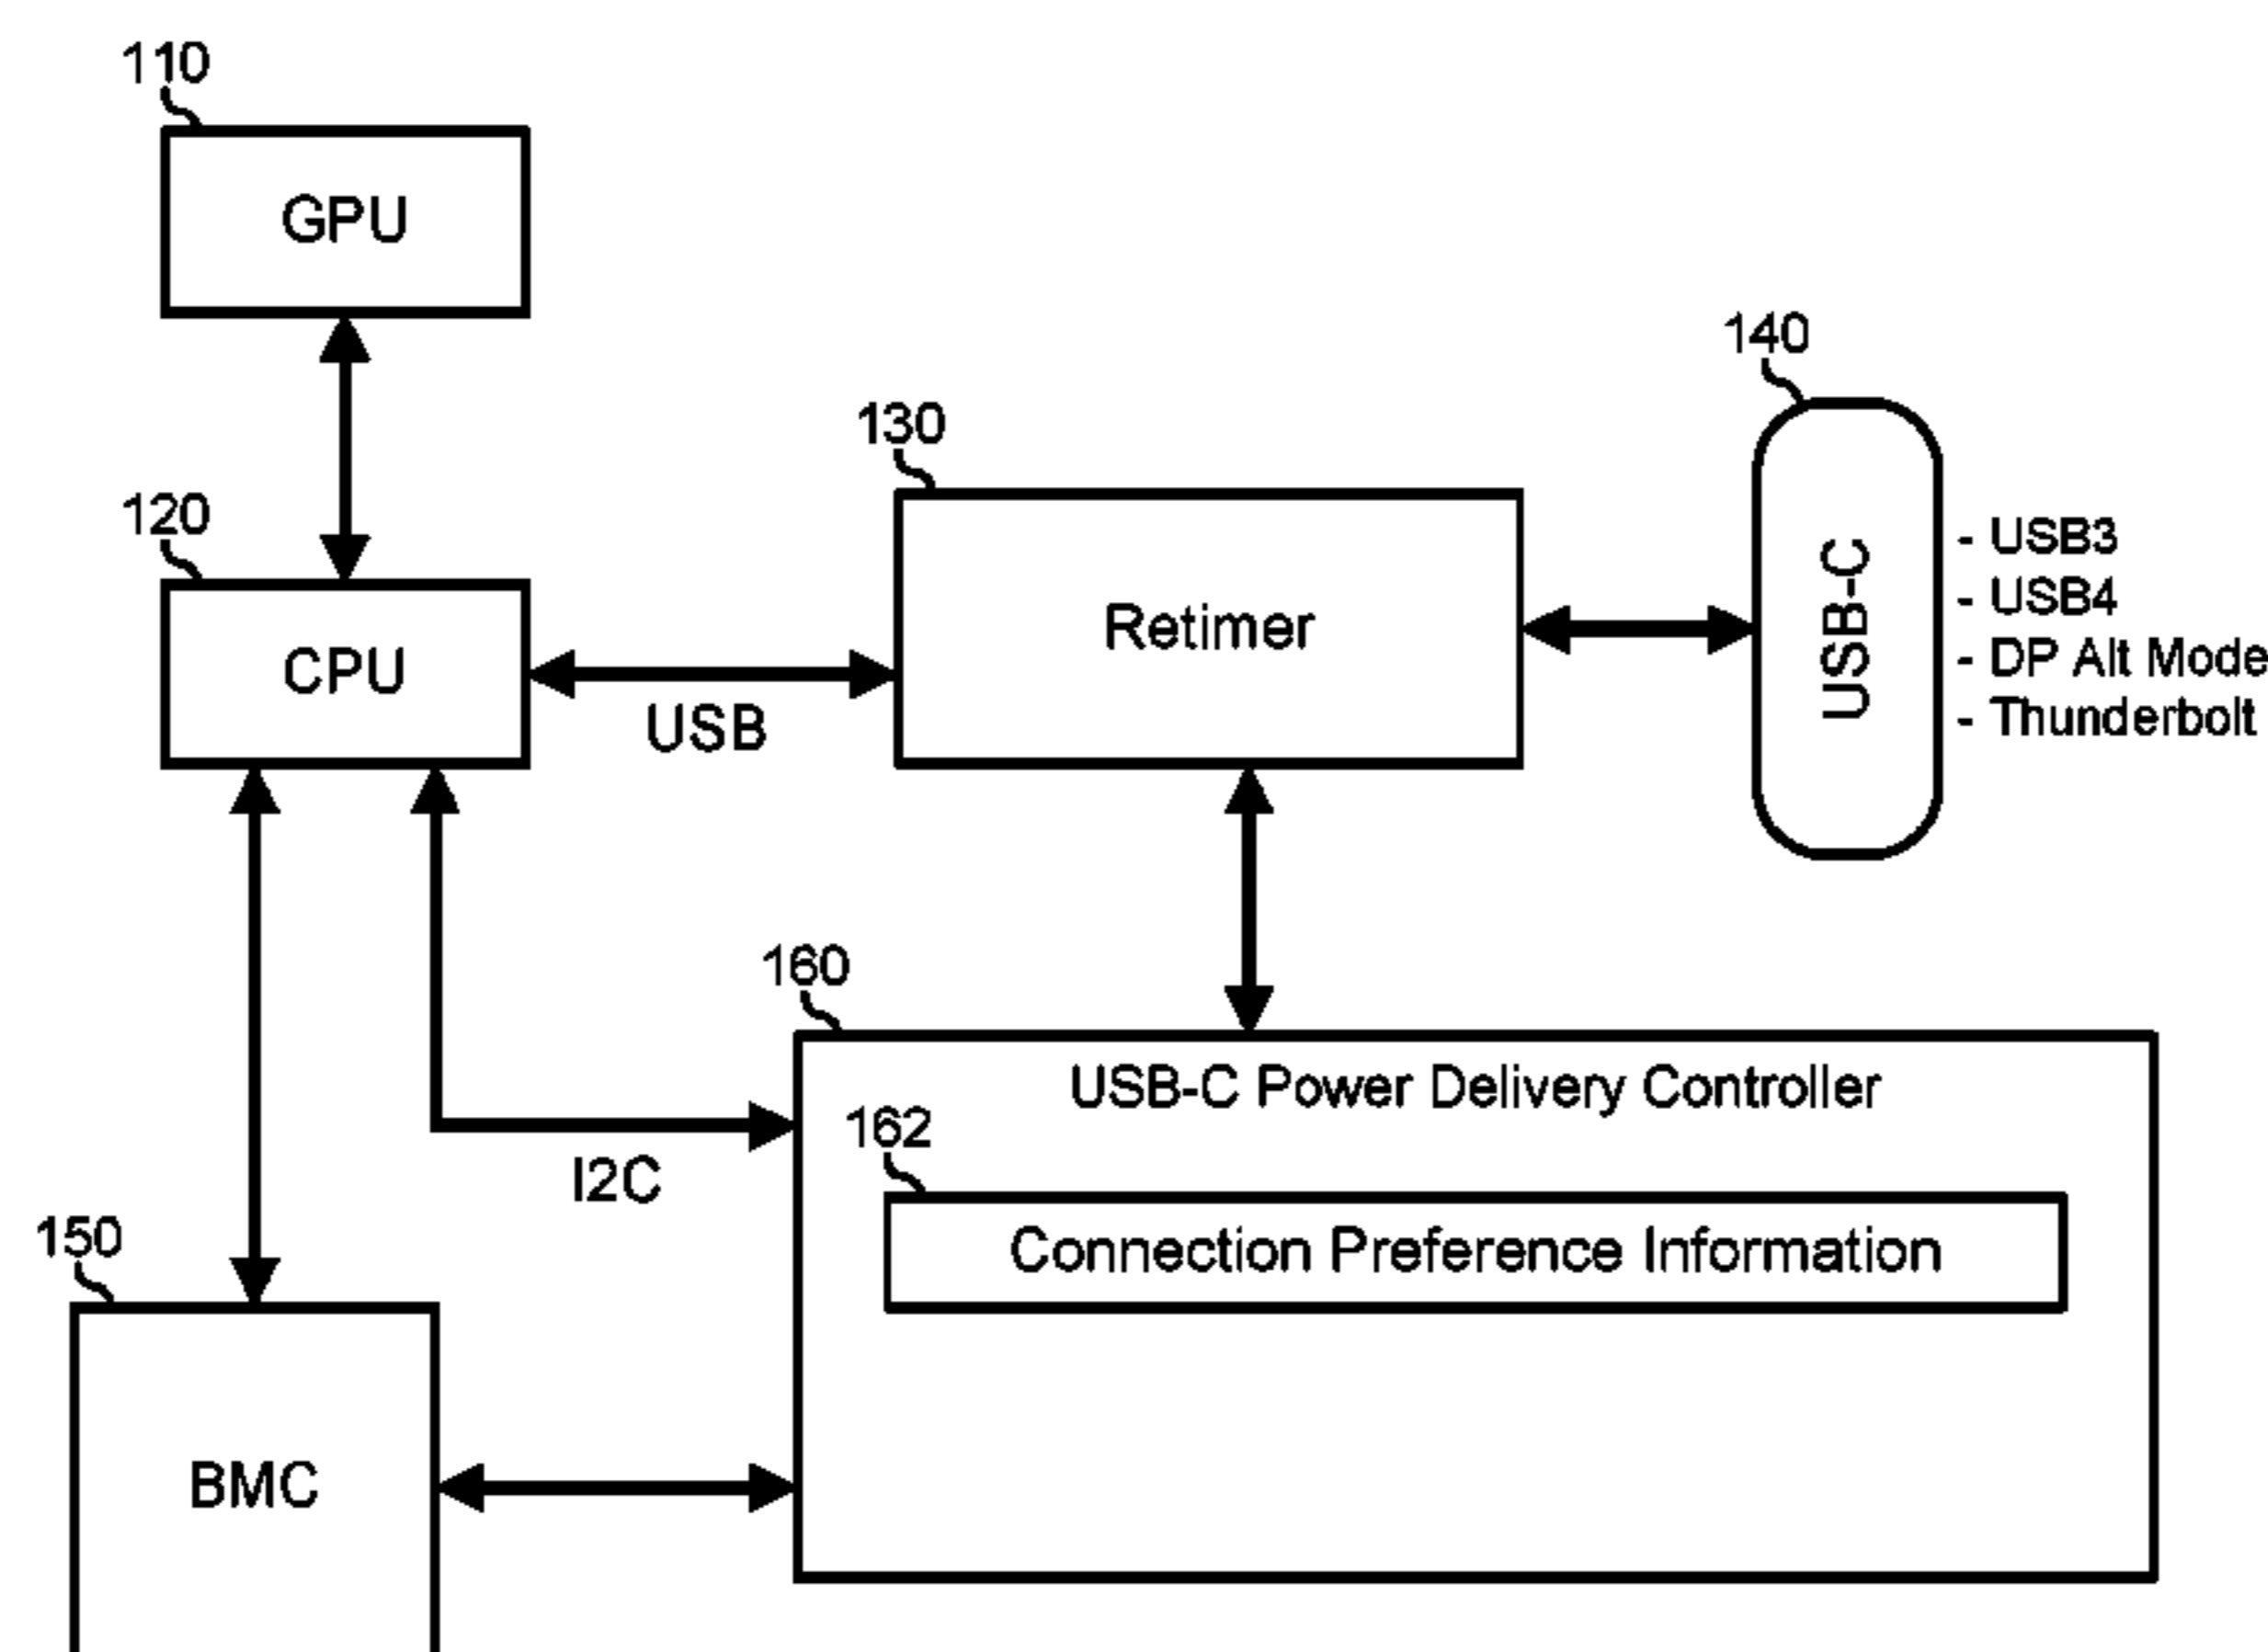 110
GPU
140
130
120
USB-C
- USB3
- USB4
- DP Alt Mode
- Thunderbolt
Retimer
CPU
USB
160
USB-C Power Delivery Controller
162
I2C
150
Connection Preference Information
BMC